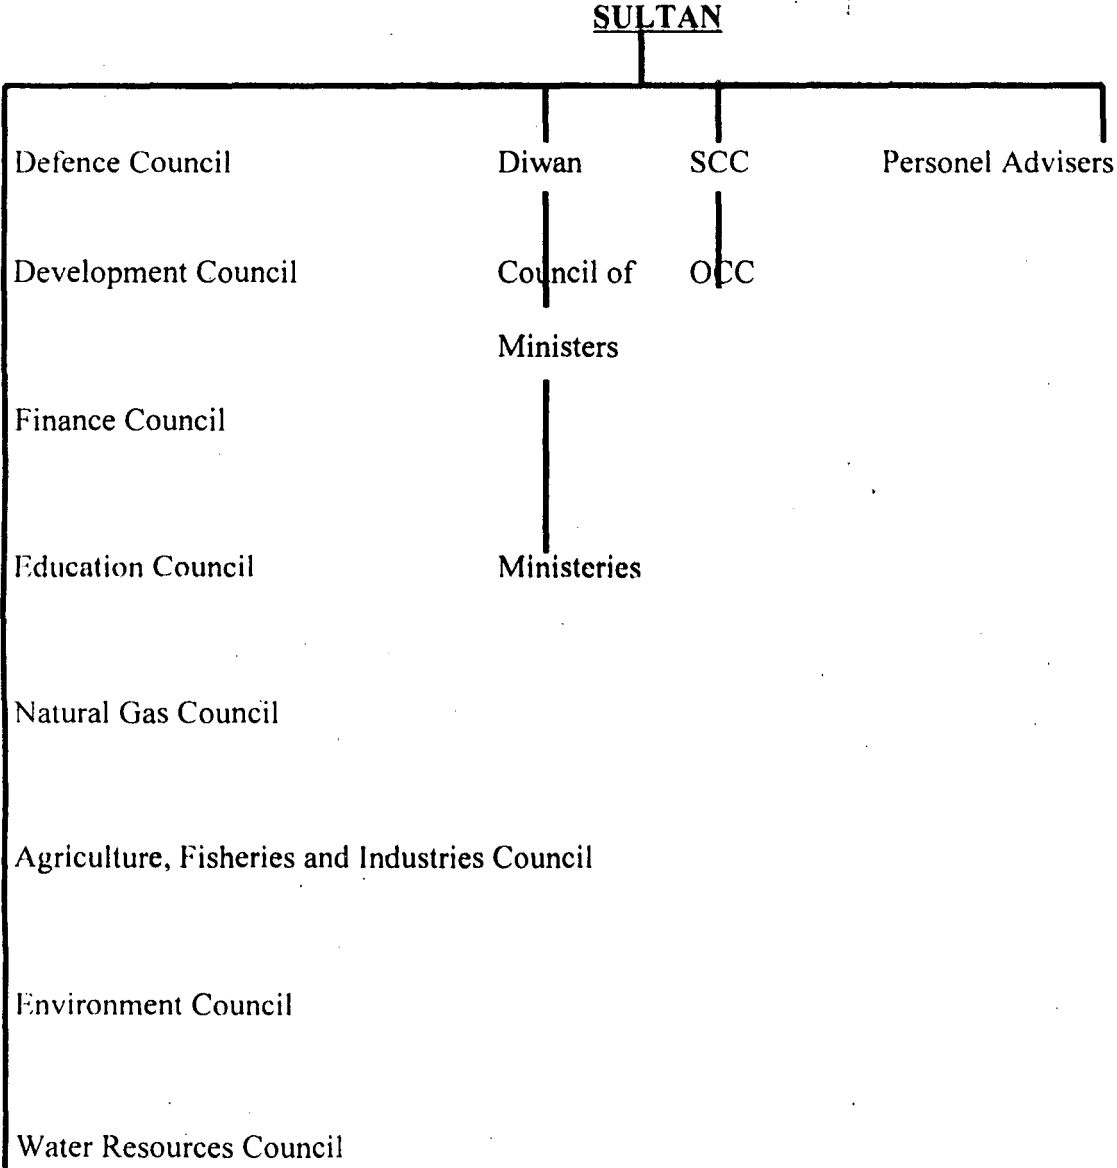 SULTAN
Defence Council Diwan SCC Personel Advisers
Development Council Council of OCC
Ministers
Finance Council
Education Council Ministeries
Natural Gas Council
Agriculture, Fisheries and Industries Council
Environment Council
Water Resources Council